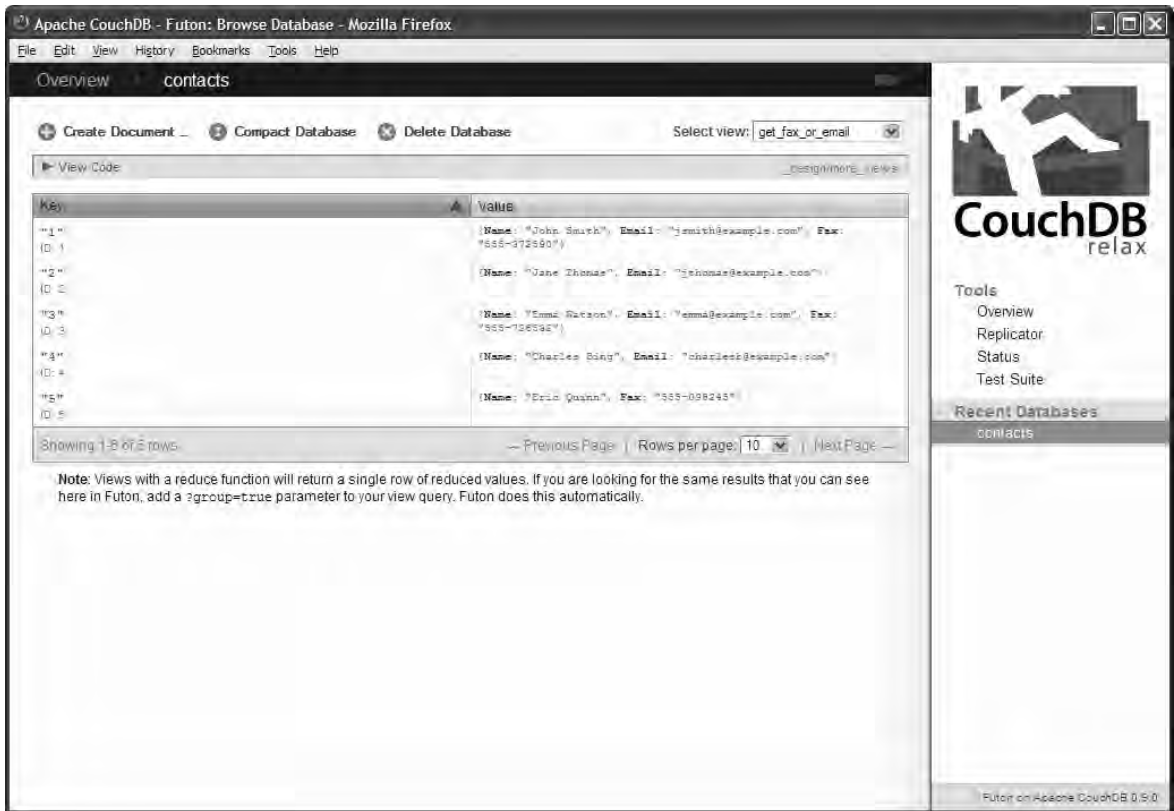 Apache CouchDB - Futon: Browse Database - Mozilla Firefox
File Edit View History Bookmarks Tools Help
Overview contacts
Create Document ... Compact Database Delete Database Select view: get_fax_or_email
View Code _design/more_views
Key Value
"1" {Name: "John Smith", Email: "jsmith@example.com", Fax:
ID: 1 "555-372590"}
"2" {Name: "Jane Thomas", Email: "jthomas@example.com"}
ID: 2
"3" {Name: "Emma Watson", Email: "emma@example.com", Fax:
ID: 3
"4" {Name: "Charles Bing", Email:
ID: 4
"5" {Name: "Eric Quinn", Fax: "555-098245"}
ID: 5
Showing 1-5 of 5 rows ← Previous Page | Rows per page: 10 | Next Page →
Note: Views with a reduce function will return a single row of reduced values. If you are looking for the same results that you can see
here in Futon, add a ?group=true parameter to your view query. Futon does this automatically.
CouchDB
relax
Tools
Overview
Replicator
Status
Test Suite
Recent Databases
contacts
Futon on Apache CouchDB 0.9.0